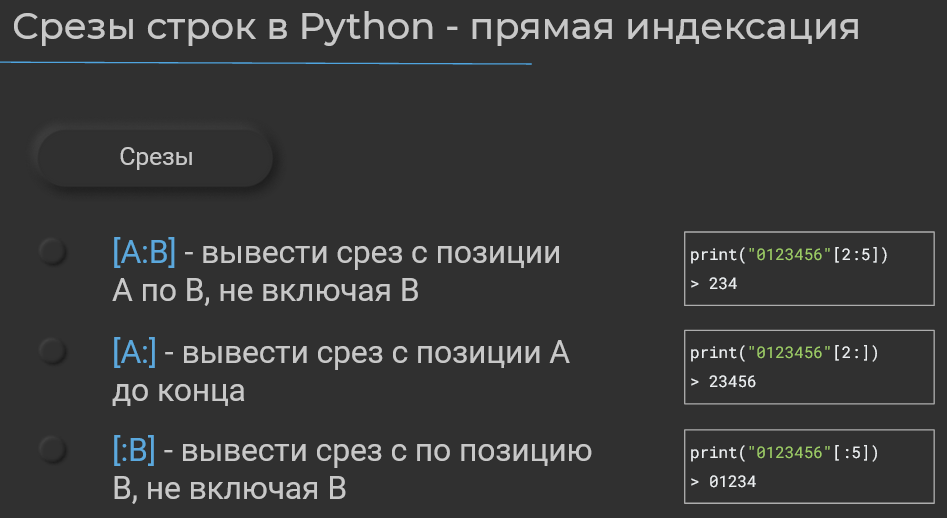 Срезы строк в Python - прямая индексация
Срезы
[A:B] - вывести срез с позиции
А по В, не включая В
print("0123456"[2:5])
> 234
[A:] - вывести срез с позиции А
до конца
print("0123456"[2:])
> 23456
[:B] - вывести срез с по позицию
В, не включая В
print("0123456"[:5])
> 01234